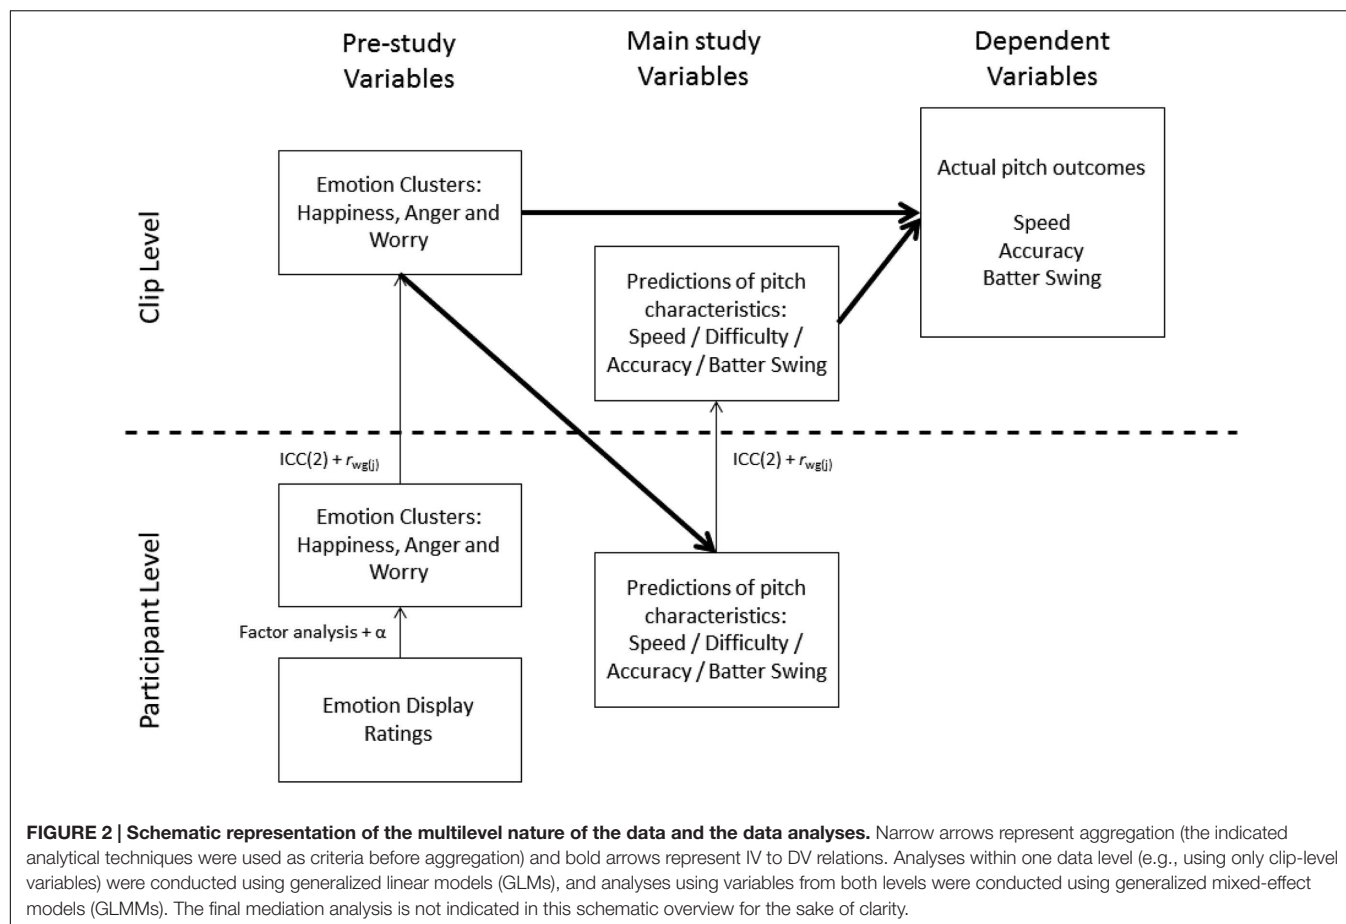 Pre-study
Variables
Main study
Variables
Dependent
Variables
Clip Level
Emotion Clusters:
Happiness, Anger and
Worry
Predictions of pitch
characteristics:
Speed / Difficulty /
Accuracy / Batter Swing
Actual pitch outcomes
Speed
Accuracy
Batter Swing
ICC(2) + rwg(j)
ICC(2) + rwg(j)
Participant Level
Emotion Clusters:
Happiness, Anger and
Worry
Factor analysis + α
Emotion Display
Ratings
Predictions of pitch
characteristics:
Speed / Difficulty /
Accuracy / Batter Swing
FIGURE 2 | Schematic representation of the multilevel nature of the data and the data analyses. Narrow arrows represent aggregation (the indicated
analytical techniques were used as criteria before aggregation) and bold arrows represent IV to DV relations. Analyses within one data level (e.g., using only clip-level
variables) were conducted using generalized linear models (GLMs), and analyses using variables from both levels were conducted using generalized mixed-effect
models (GLMMs). The final mediation analysis is not indicated in this schematic overview for the sake of clarity.